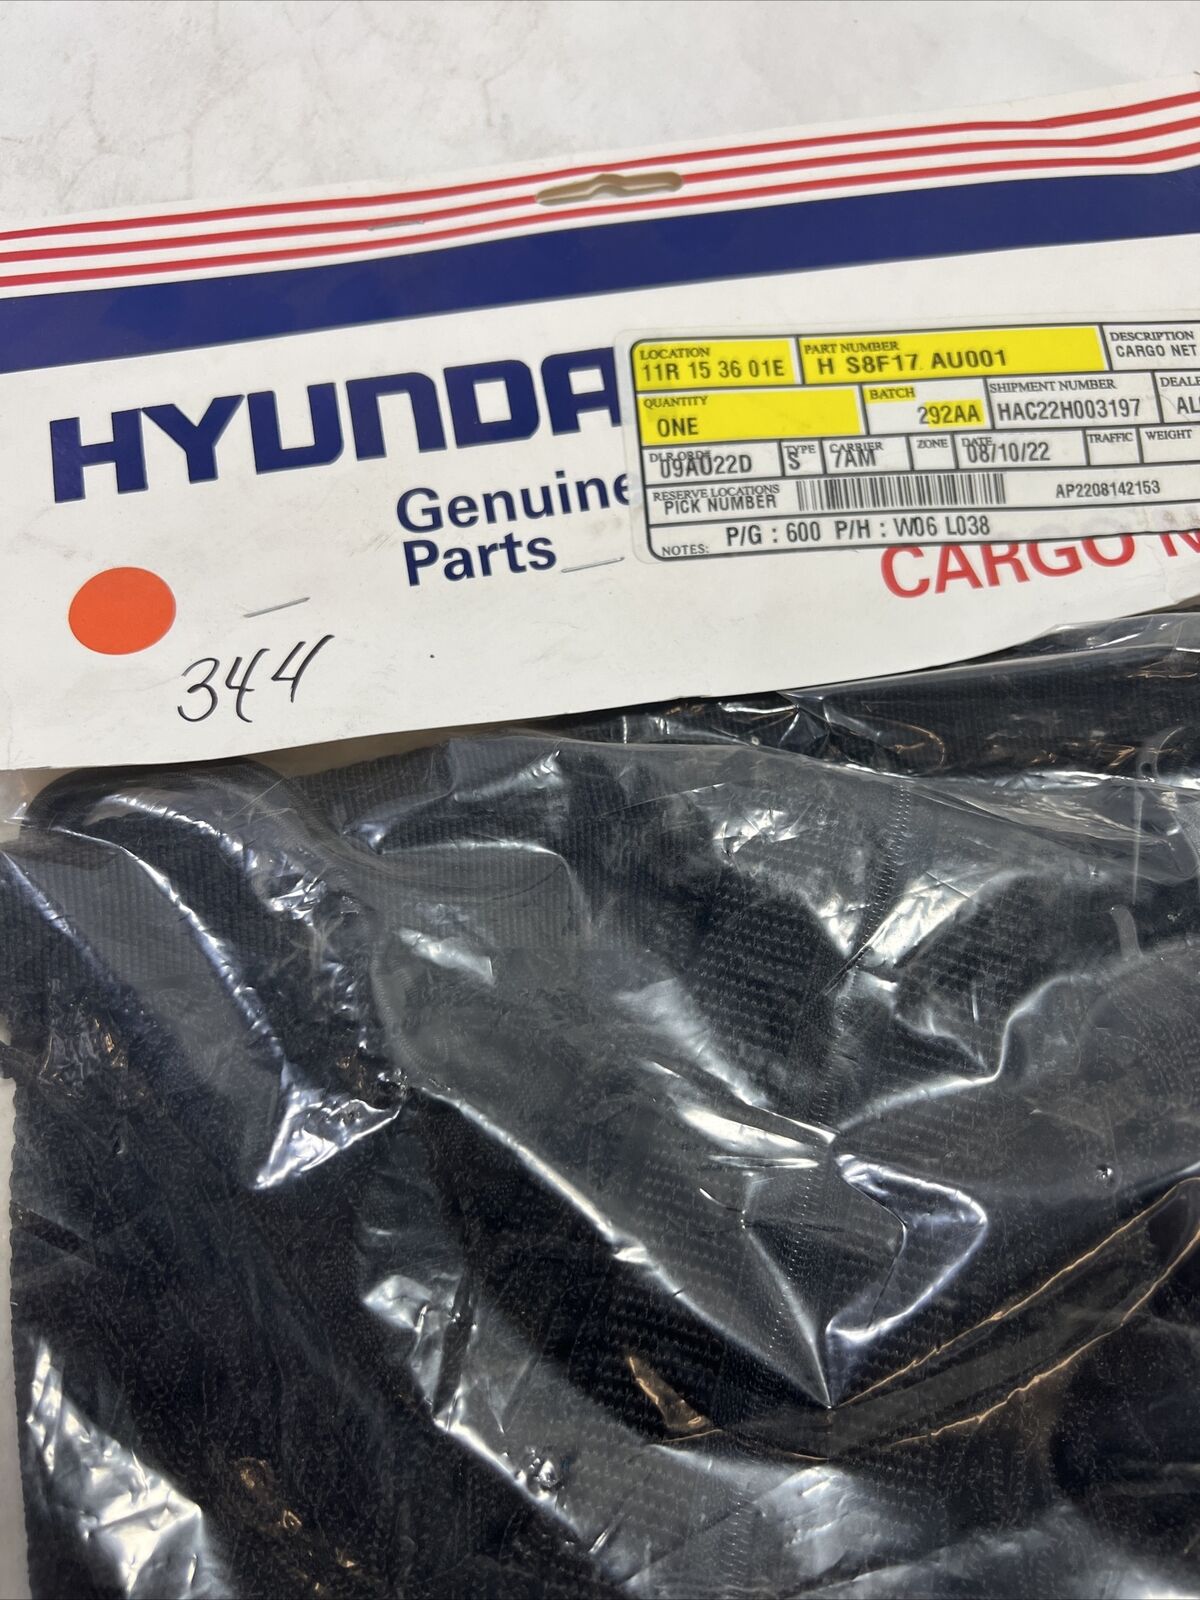 HYUNDA
Genuine
Parts
LOCATION
11R 15 36 01E
PART NUMBER
H S8F17 AU001
DESCRIPTION
CARGO NET
QUANTITY
ONE
BATCH
292AA
SHIPMENT NUMBER
HAC22H003197
DEALE
AL
DLR ORD#
09AU22D
TYPE
S
CARRIER
7AM
ZONE
DATE
08/10/22
TRAFFIC
WEIGHT
RESERVE LOCATIONS
PICK NUMBER
AP2208142153
NOTES: P/G : 600 P/H : W06 L038
CARGO N
344